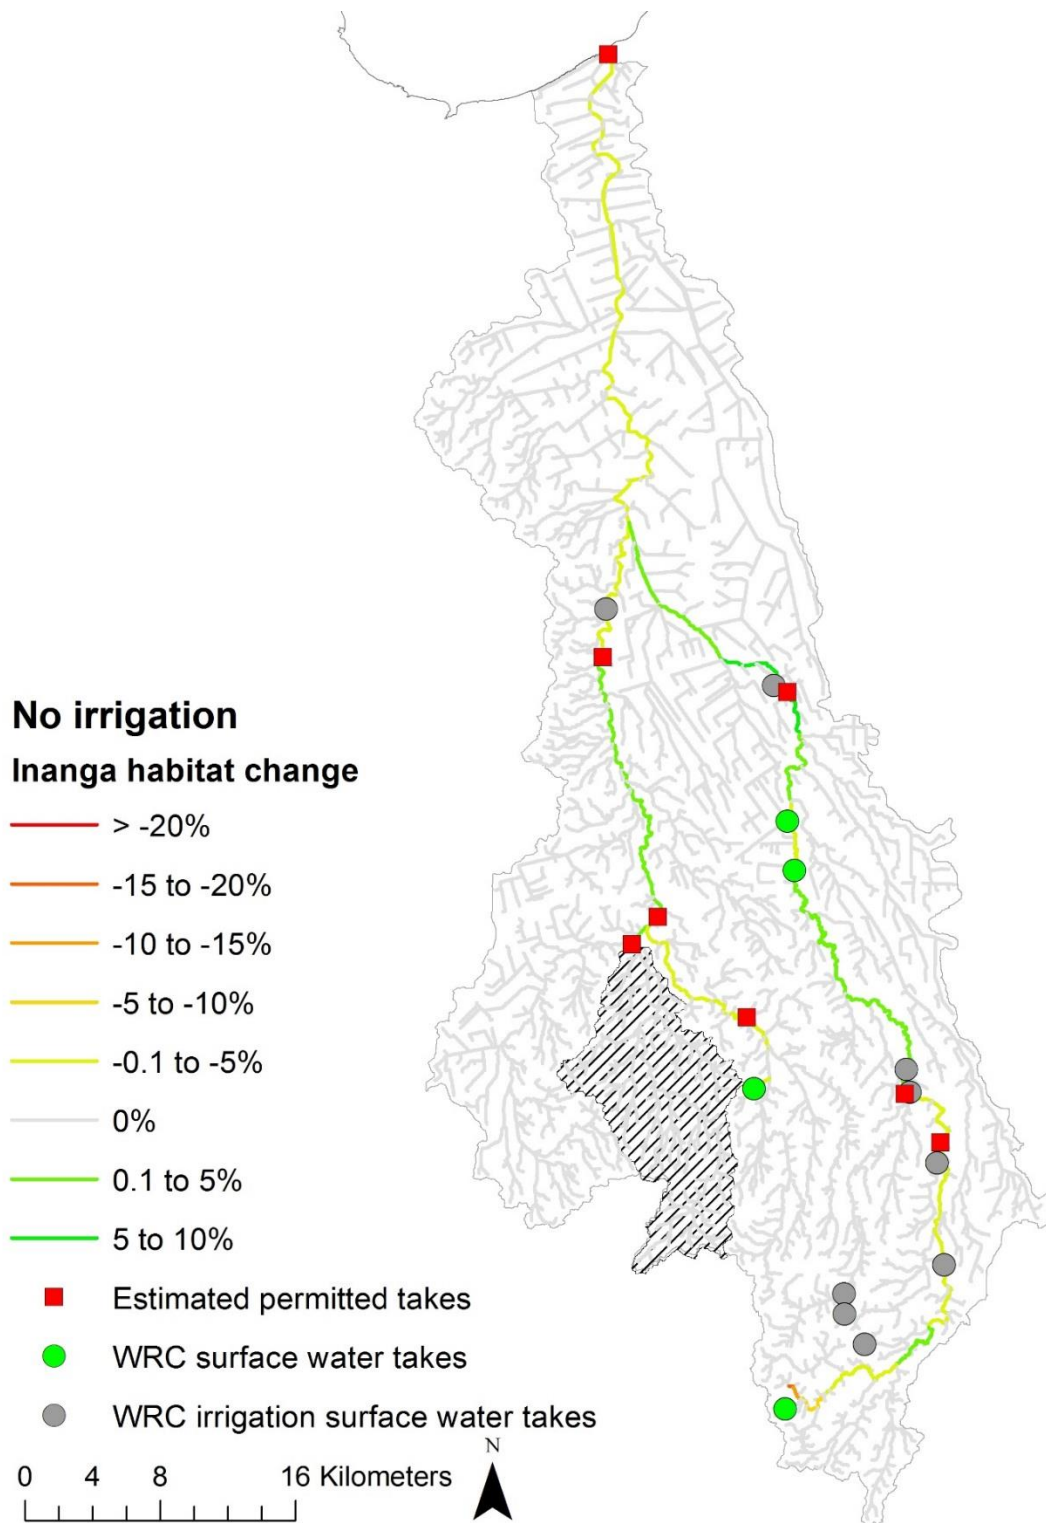 No irrigation
Inanga habitat change
> -20%
-15 to -20%
-10 to -15%
-5 to -10%
-0.1 to -5%
0%
0.1 to 5%
5 to 10%
Estimated permitted takes
WRC surface water takes
WRC irrigation surface water takes
N
0 4 8 16 Kilometers